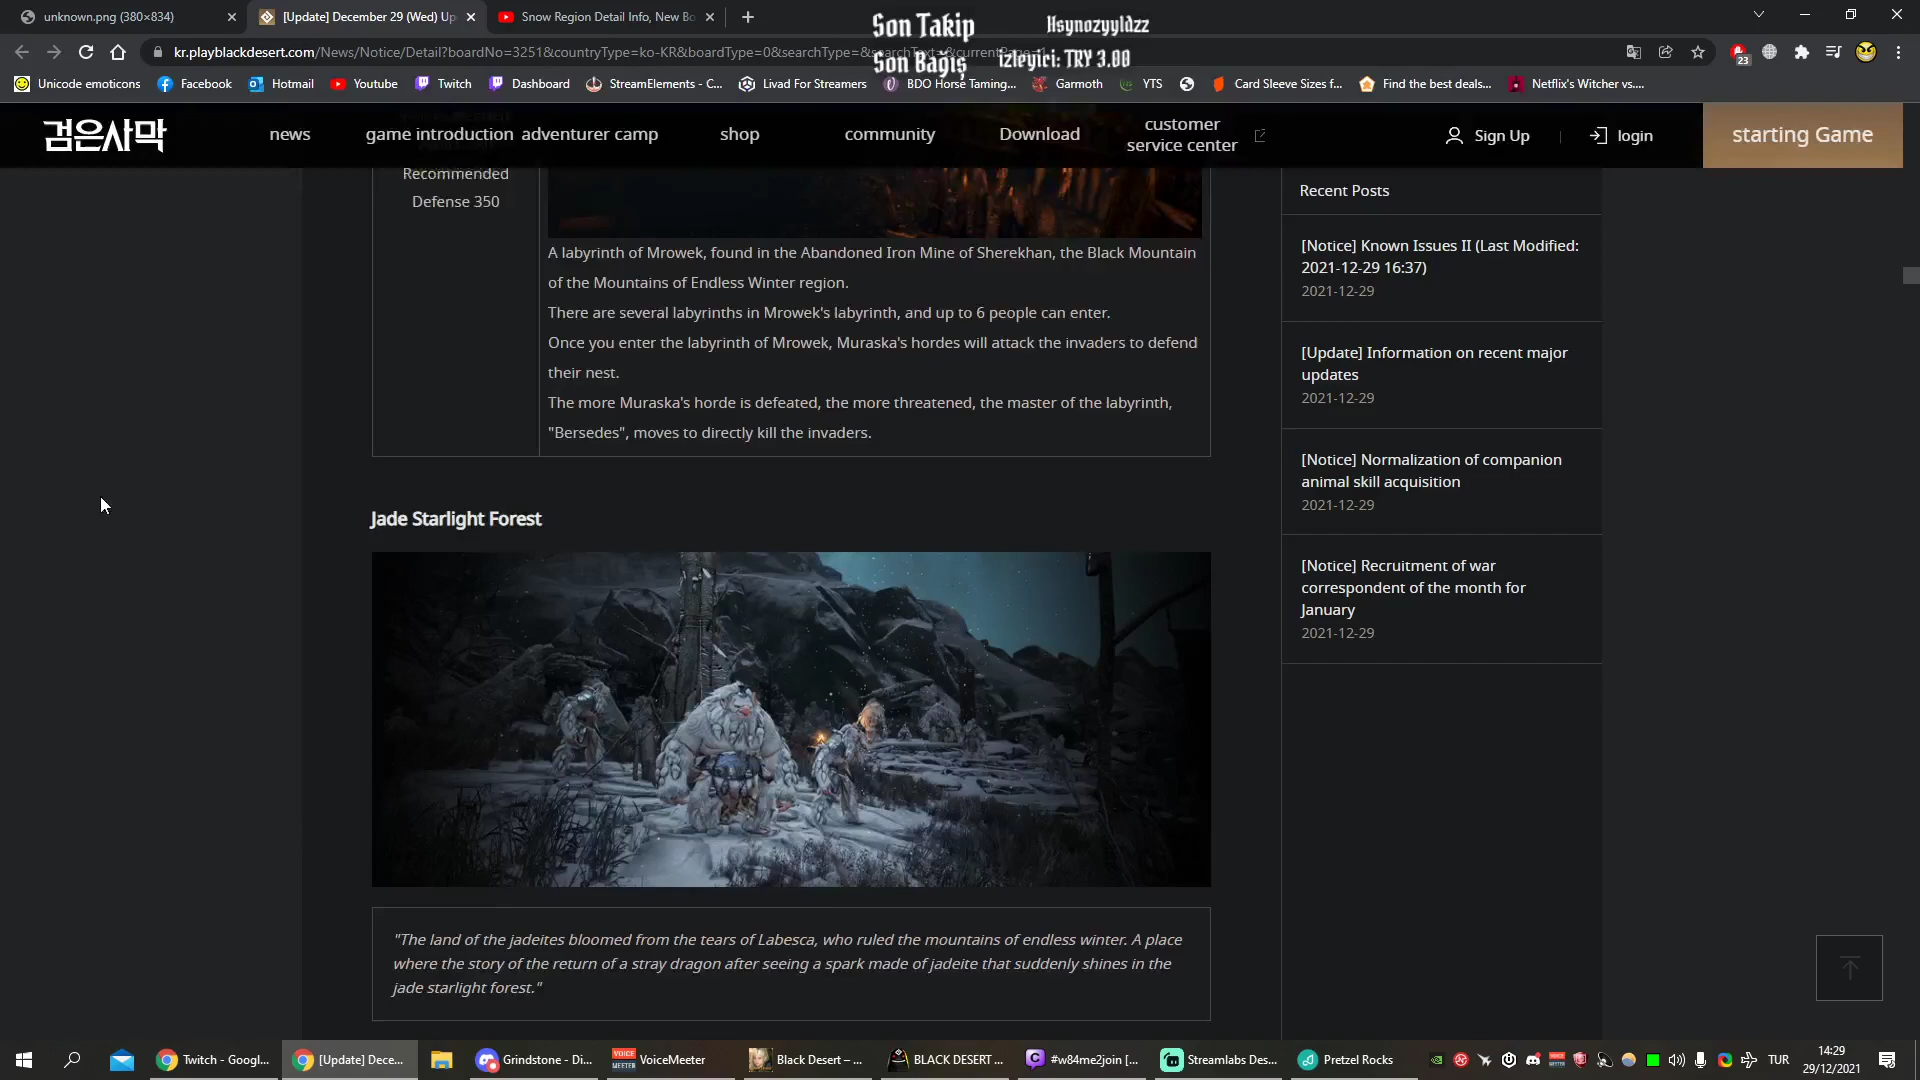 unknown.png (380×834)
[Update] December 29 (Wed) Up
Snow Region Detail Info, New Bo
Son Takip
Hsynozyyldzz
Son Bağış
izleyici: TRY 3.00
kr.playblackdesert.com/News/Notice/Detail?boardNo=3251&countryType=ko-KR&boardType=0&searchType=&searchText=&currentPage=1
23
Unicode emoticons
Facebook
Hotmail
Youtube
Twitch
Dashboard
StreamElements - C...
Livad For Streamers
BDO Horse Taming...
Garmoth
YTS
Card Sleeve Sizes f...
Find the best deals...
Netflix's Witcher vs....
검은사막
news
game introduction
adventurer camp
shop
community
Download
customer
service center
Sign Up
login
starting Game
Recommended
Defense 350
A labyrinth of Mrowek, found in the Abandoned Iron Mine of Sherekhan, the Black Mountain
of the Mountains of Endless Winter region.
There are several labyrinths in Mrowek's labyrinth, and up to 6 people can enter.
Once you enter the labyrinth of Mrowek, Muraska's hordes will attack the invaders to defend
their nest.
The more Muraska's horde is defeated, the more threatened, the master of the labyrinth,
"Bersedes", moves to directly kill the invaders.
Jade Starlight Forest
"The land of the jadeites bloomed from the tears of Labesca, who ruled the mountains of endless winter. A place
where the story of the return of a stray dragon after seeing a spark made of jadeite that suddenly shines in the
jade starlight forest."
Recent Posts
[Notice] Known Issues II (Last Modified:
2021-12-29 16:37)
2021-12-29
[Update] Information on recent major
updates
2021-12-29
[Notice] Normalization of companion
animal skill acquisition
2021-12-29
[Notice] Recruitment of war
correspondent of the month for
January
2021-12-29
Twitch - Googl...
[Update] Dece...
Grindstone - Di...
VOICE
MEETER
VoiceMeeter
Black Desert – ...
BLACK DESERT ...
#w84me2join [...
Streamlabs Des...
Pretzel Rocks
TUR
14:29
29/12/2021